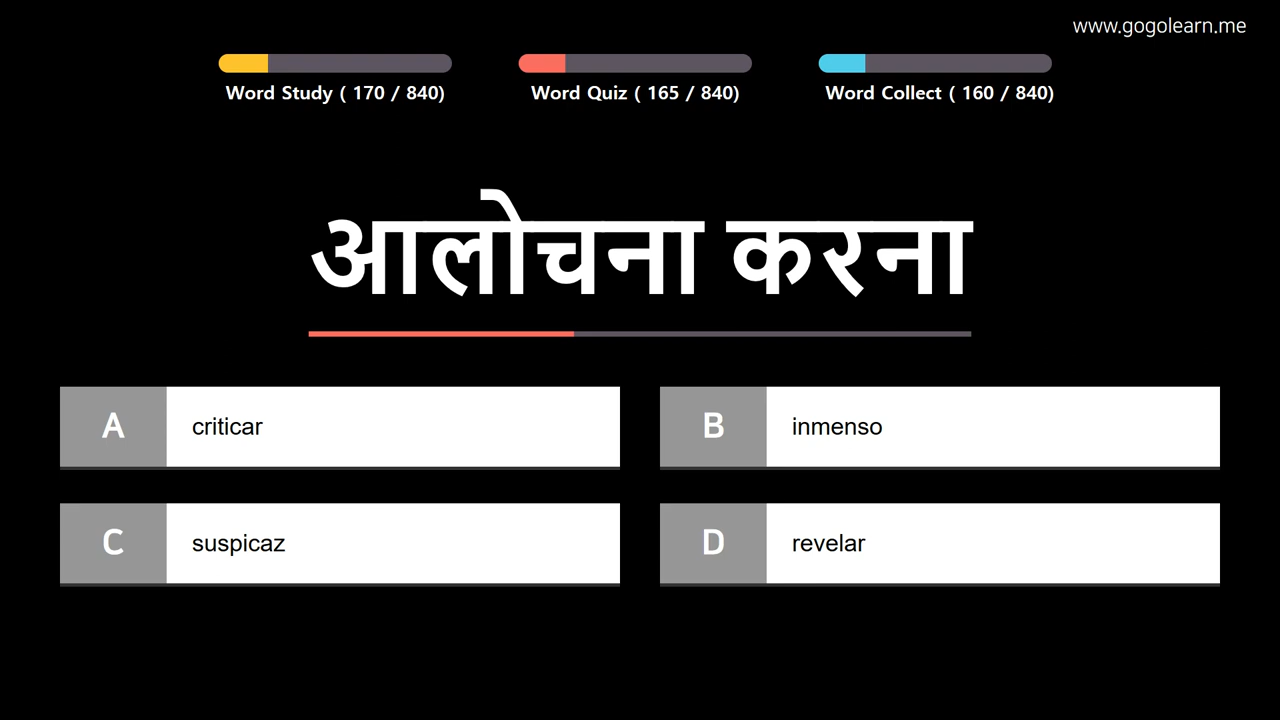 www.gogolearn.me
Word Study ( 170 / 840)
Word Quiz ( 165 / 840)
Word Collect ( 160 / 840)
आलोचना करना
A criticar
B inmenso
C suspicaz
D revelar